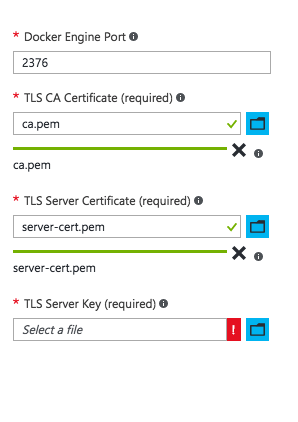 * Docker Engine Port
2376
* TLS CA Certificate (required)
ca.pem
ca.pem
* TLS Server Certificate (required)
server-cert.pem
server-cert.pem
* TLS Server Key (required)
Select a file